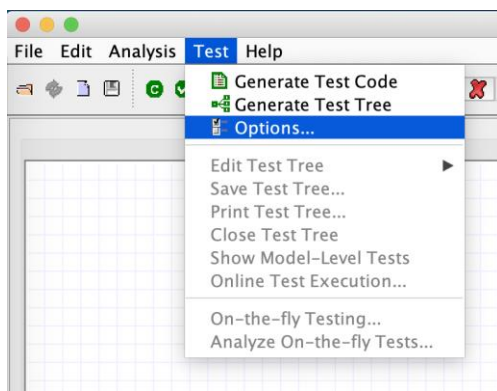 File Edit Analysis Test Help
Generate Test Code
Generate Test Tree
Options...
Edit Test Tree
Save Test Tree...
Print Test Tree...
Close Test Tree
Show Model-Level Tests
Online Test Execution...
On-the-fly Testing...
Analyze On-the-fly Tests...